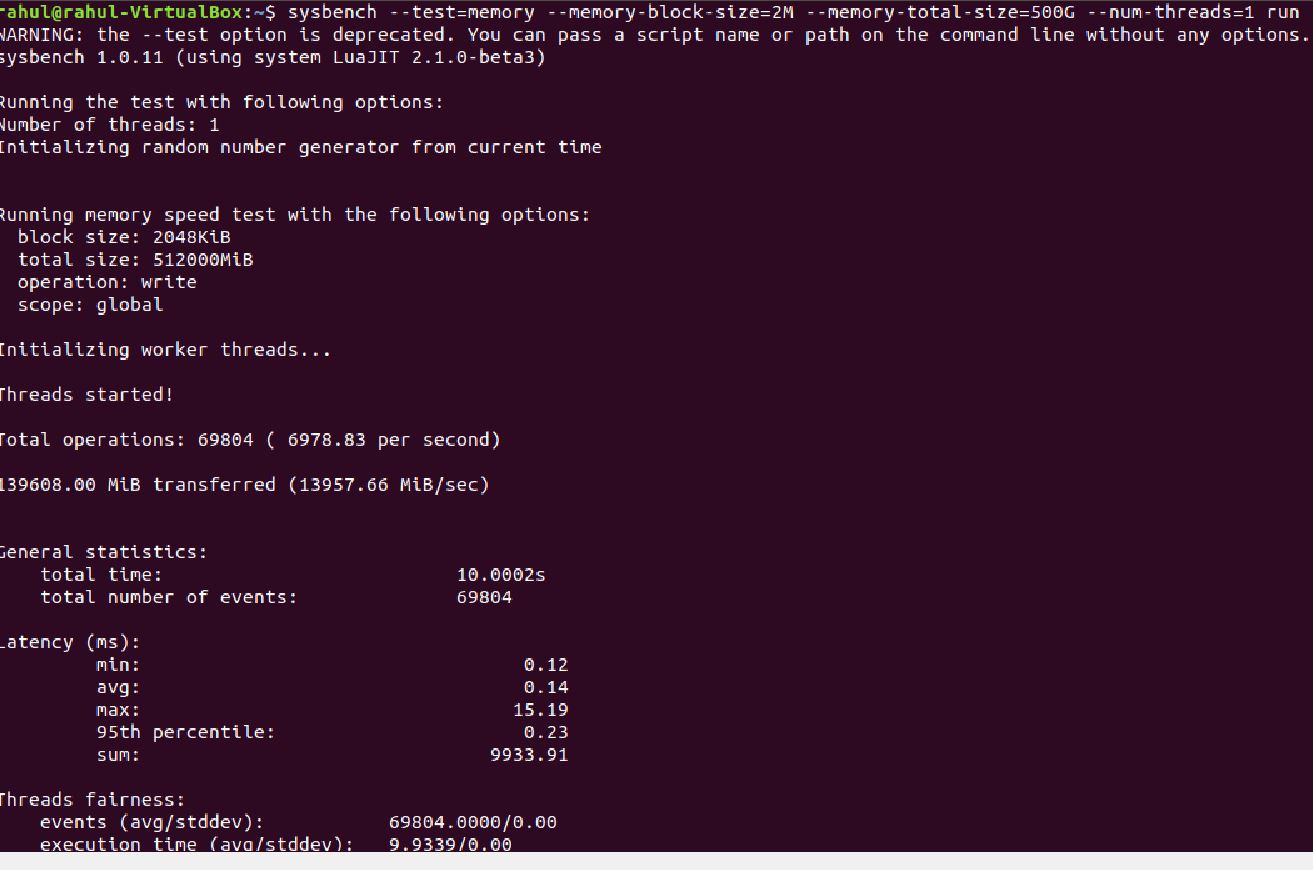 rahul@rahul-VirtualBox:~$ sysbench --test=memory --memory-block-size=2M --memory-total-size=500G --num-threads=1 run
WARNING: the --test option is deprecated. You can pass a script name or path on the command line without any options.
sysbench 1.0.11 (using system LuaJIT 2.1.0-beta3)
Running the test with following options:
Number of threads: 1
Initializing random number generator from current time
Running memory speed test with the following options:
block size: 2048KiB
total size: 512000MiB
operation: write
scope: global
Initializing worker threads...
Threads started!
Total operations: 69804 ( 6978.83 per second)
139608.00 MiB transferred (13957.66 MiB/sec)
General statistics:
total time: 10.0002s
total number of events: 69804
Latency (ms):
min: 0.12
avg: 0.14
max: 15.19
95th percentile: 0.23
sum: 9933.91
Threads fairness:
events (avg/stddev): 69804.0000/0.00
execution time (avg/stddev): 9.9339/0.00